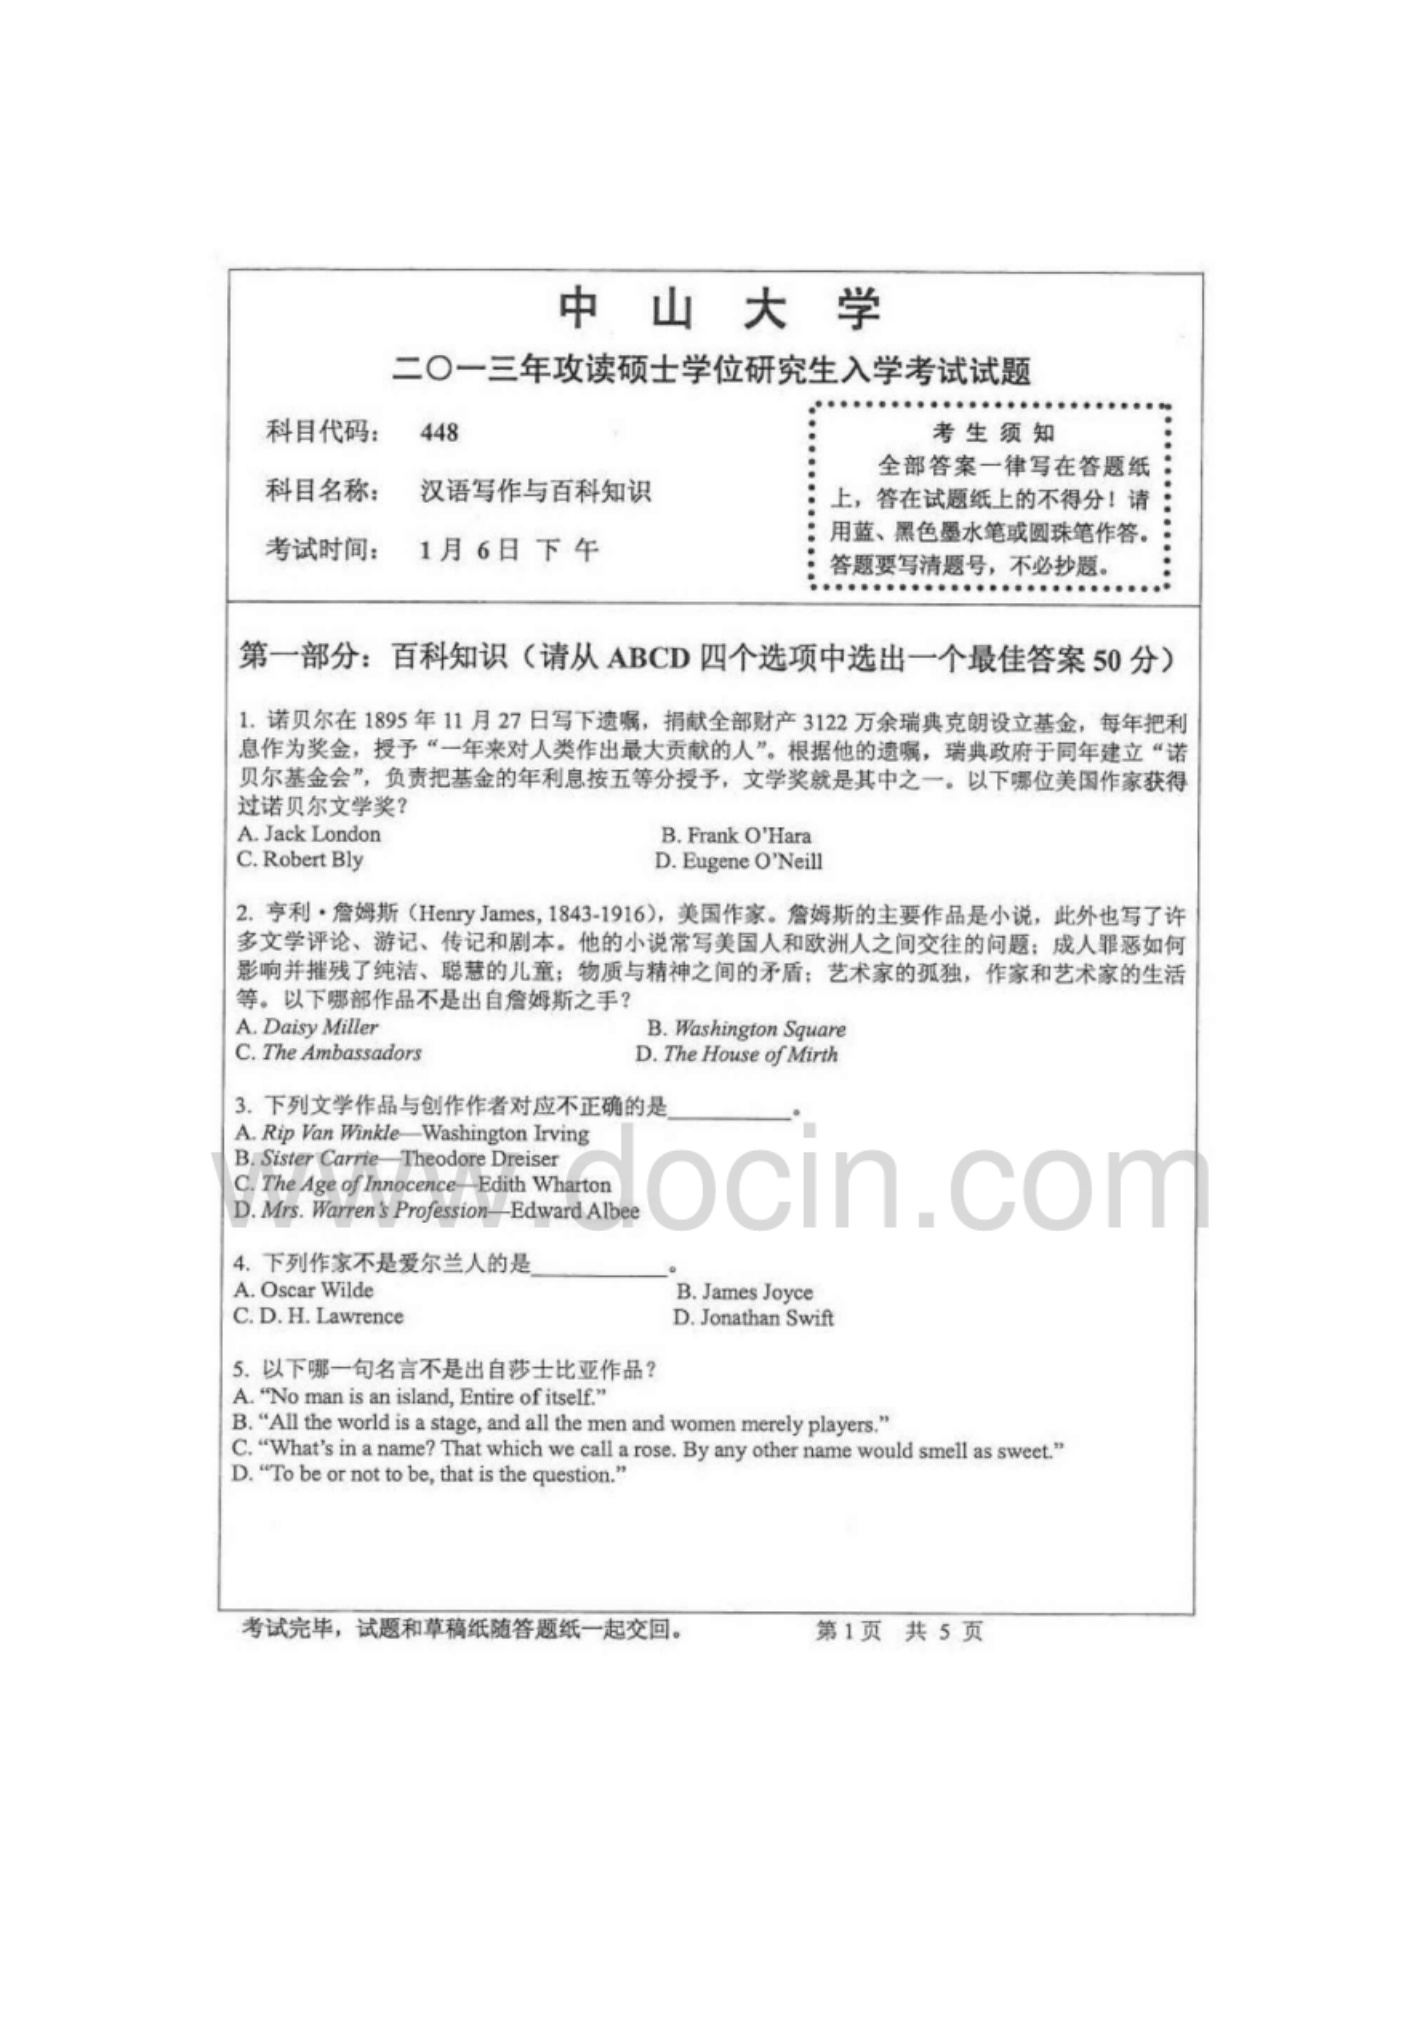 中 山 大 学
二〇一三年攻读硕士学位研究生入学考试试题
科目代码： 448
科目名称： 汉语写作与百科知识
考试时间： 1 月 6 日 下 午
考 生 须 知
全部答案一律写在答题纸
上，答在试题纸上的不得分！请
用蓝、黑色墨水笔或圆珠笔作答。
答题要写清题号，不必抄题。
第一部分：百科知识（请从 ABCD 四个选项中选出一个最佳答案 50 分）
1. 诺贝尔在 1895 年 11 月 27 日写下遗嘱，捐献全部财产 3122 万余瑞典克朗设立基金，每年把利
息作为奖金，授予“一年来对人类作出最大贡献的人”。根据他的遗嘱，瑞典政府于同年建立“诺
贝尔基金会”，负责把基金的年利息按五等分授予，文学奖就是其中之一。以下哪位美国作家获得
过诺贝尔文学奖？
A. Jack London B. Frank O’Hara
C. Robert Bly D. Eugene O’Neill
2. 亨利·詹姆斯（Henry James, 1843-1916），美国作家。詹姆斯的主要作品是小说，此外也写了许
多文学评论、游记、传记和剧本。他的小说常写美国人和欧洲人之间交往的问题；成人罪恶如何
影响并摧残了纯洁、聪慧的儿童；物质与精神之间的矛盾；艺术家的孤独，作家和艺术家的生活
等。以下哪部作品不是出自詹姆斯之手？
A. Daisy Miller B. Washington Square
C. The Ambassadors D. The House of Mirth
3. 下列文学作品与创作作者对应不正确的是__________。
A. Rip Van Winkle—Washington Irving
B. Sister Carrie—Theodore Dreiser
C. The Age of Innocence—Edith Wharton
D. Mrs. Warren’s Profession—Edward Albee
www.docin.com
4. 下列作家不是爱尔兰人的是___________。
A. Oscar Wilde B. James Joyce
C. D. H. Lawrence D. Jonathan Swift
5. 以下哪一句名言不是出自莎士比亚作品？
A. “No man is an island, Entire of itself.”
B. “All the world is a stage, and all the men and women merely players.”
C. “What’s in a name? That which we call a rose. By any other name would smell as sweet.”
D. “To be or not to be, that is the question.”
考试完毕，试题和草稿纸随答题纸一起交回。 第 1 页 共 5 页